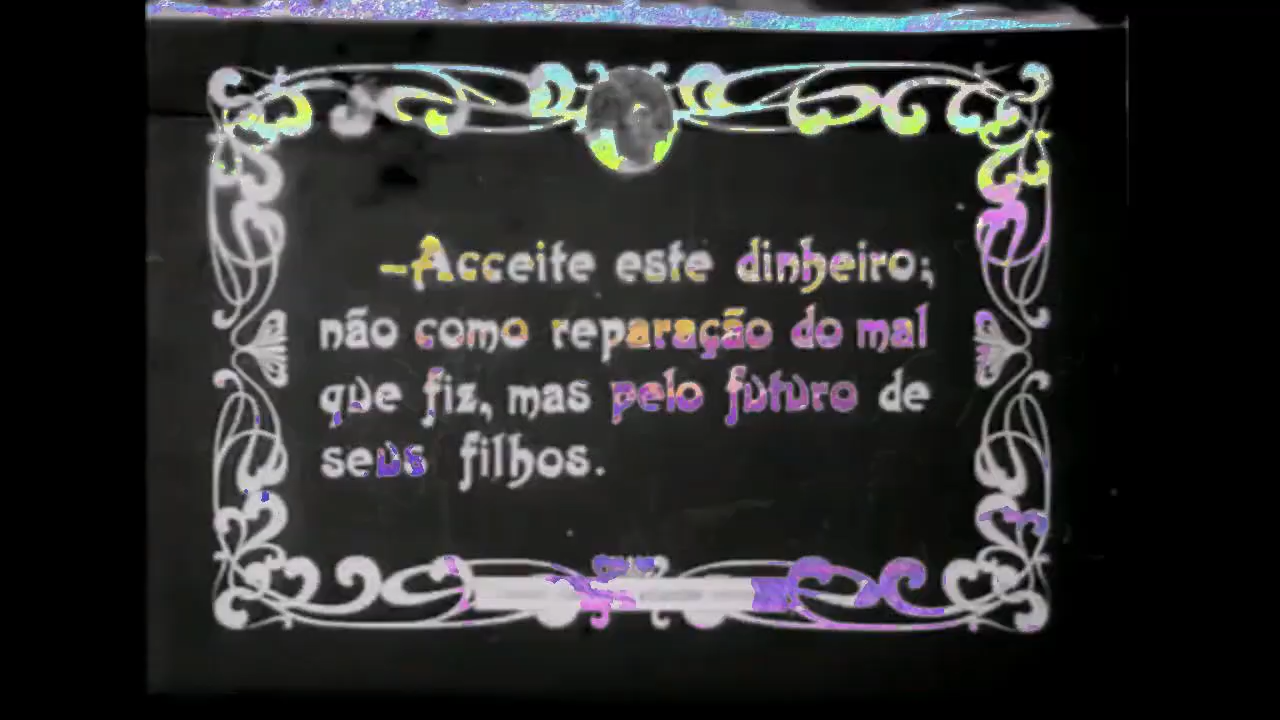 –Acceite este dinheiro;
não como reparação do mal
que fiz, mas pelo futuro de
seus filhos.